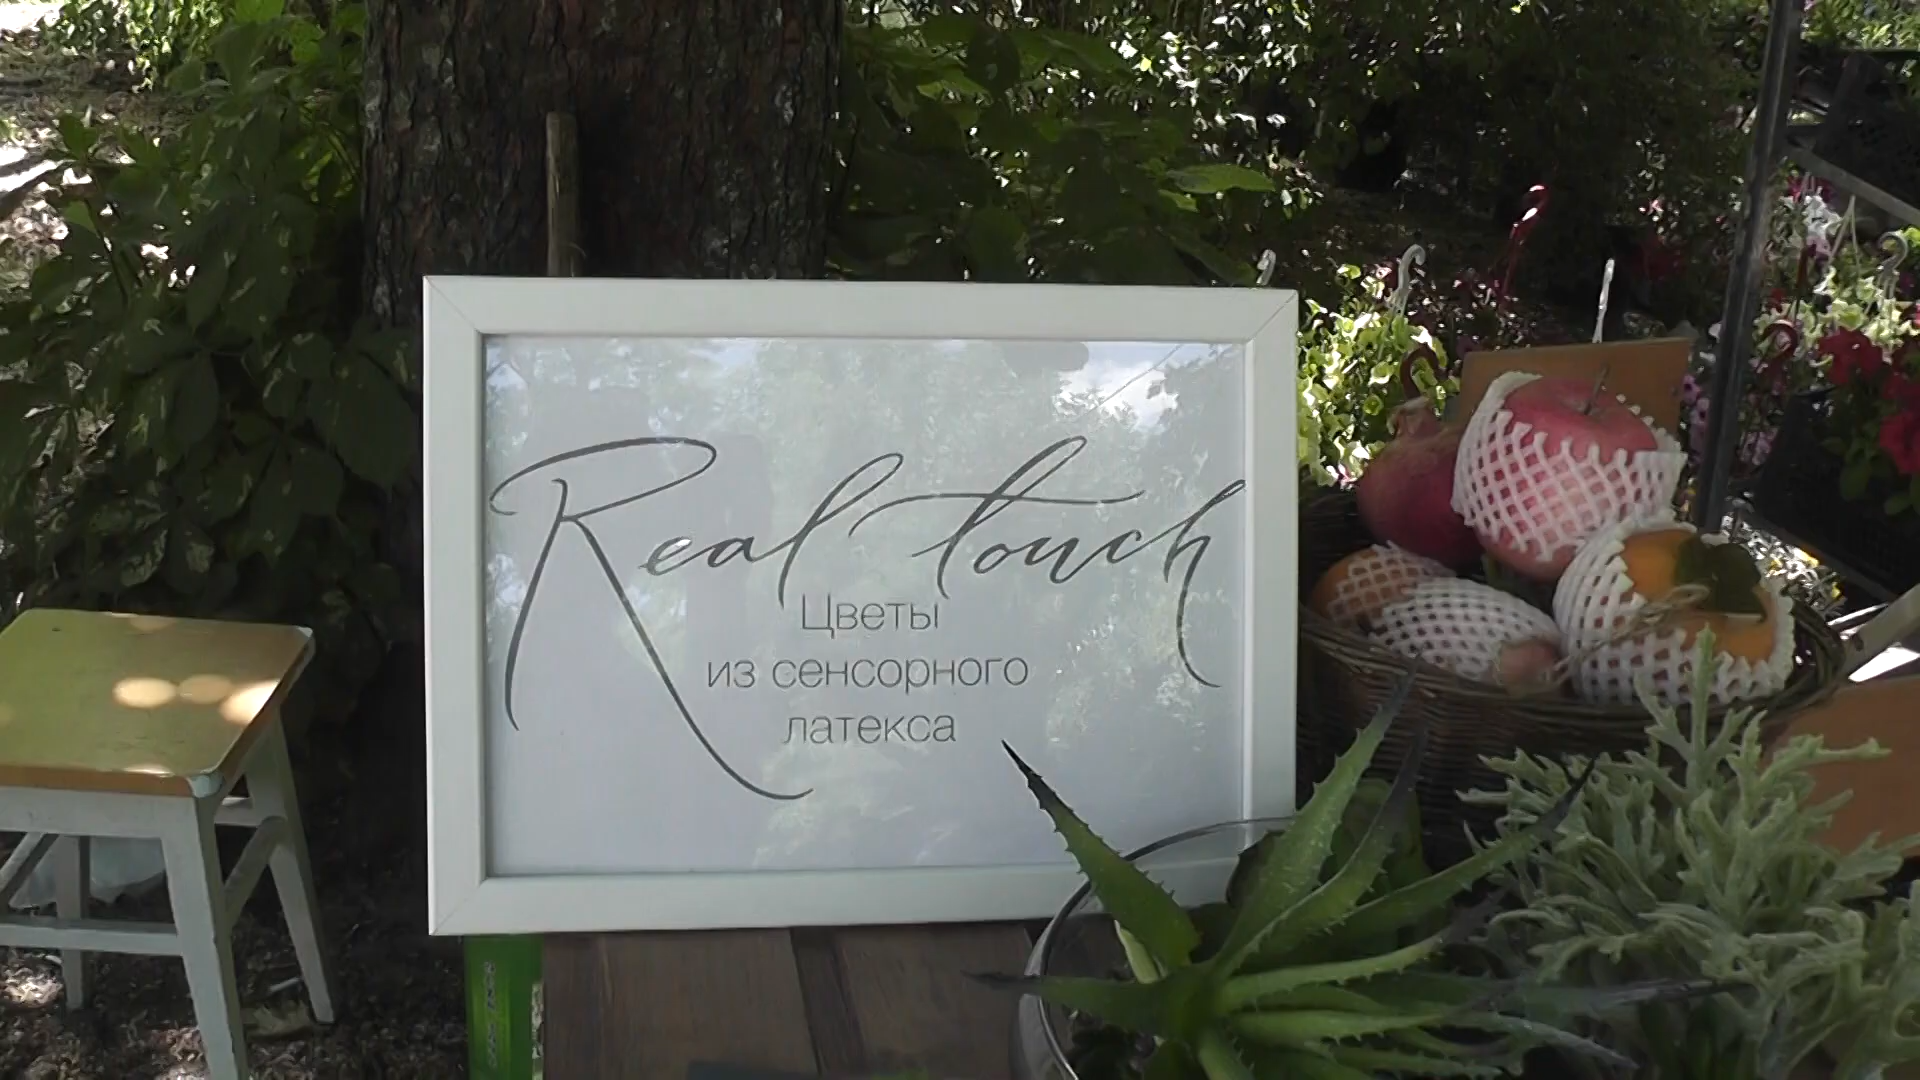 Real touch
Цветы
из сенсорного
латекса